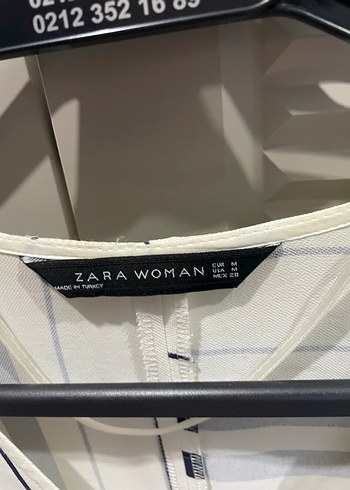 0212 352 16 89
ZARA WOMAN
EUR M
USA M
MEX 28
MADE IN TURKEY